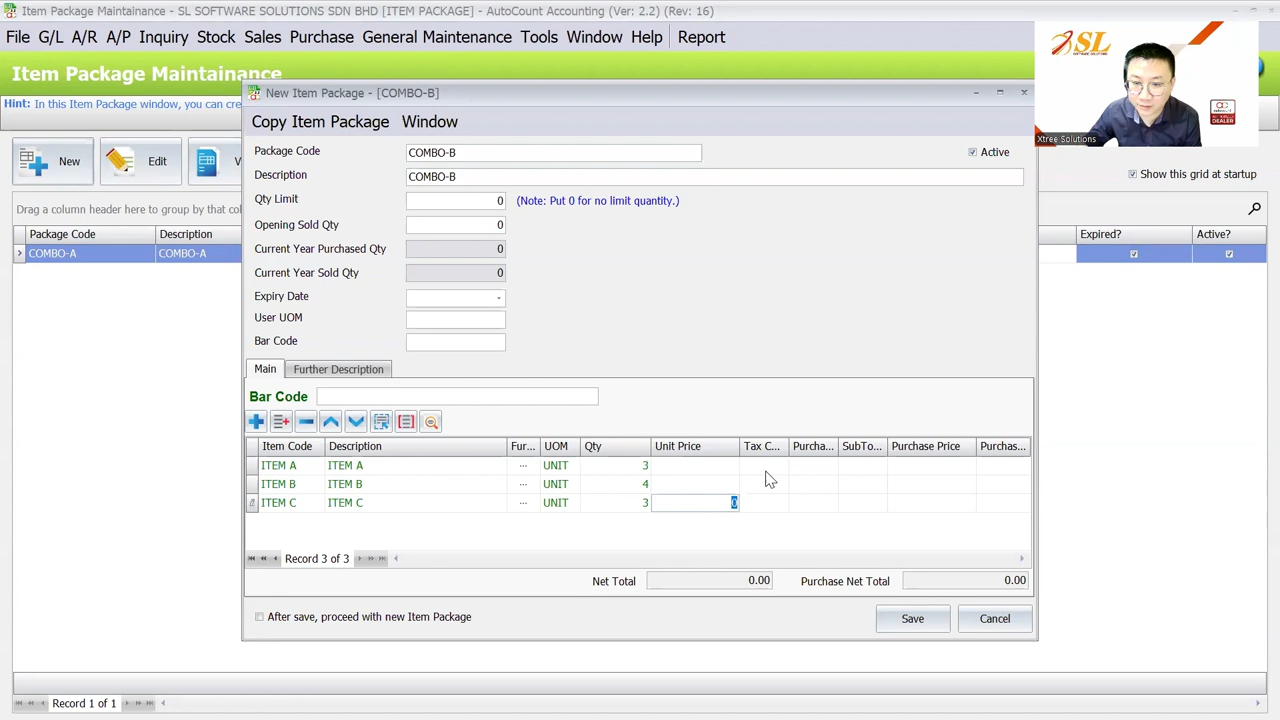 Item Package Maintenance - SL SOFTWARE SOLUTIONS SDN BHD [ITEM PACKAGE] - AutoCount Accounting (Ver: 2.2) (Rev: 16)
File G/L A/R A/P Inquiry Stock Sales Purchase General Maintenance Tools Window Help Report
Item Package Maintainance
Hint: In this Item Package window, you can cre
New Edit V
Show this grid at startup
Drag a column header here to group by that col
Package Code Description Expired? Active?
COMBO-A COMBO-A
New Item Package - [COMBO-B]
Copy Item Package Window
Package Code COMBO-B Active
Description COMBO-B
Qty Limit 0 (Note: Put 0 for no limit quantity.)
Opening Sold Qty 0
Current Year Purchased Qty 0
Current Year Sold Qty 0
Expiry Date
User UOM
Bar Code
Main Further Description
Bar Code
Item Code Description Fur... UOM Qty Unit Price Tax C... Purcha... SubTo... Purchase Price Purchas...
ITEM A ITEM A ... UNIT 3
ITEM B ITEM B ... UNIT 4
ITEM C ITEM C ... UNIT 3 0
Record 3 of 3
Net Total 0.00 Purchase Net Total 0.00
After save, proceed with new Item Package Save Cancel
Record 1 of 1
SL
SOFTWARE SOLUTIONS
DEALER
Xtree Solutions